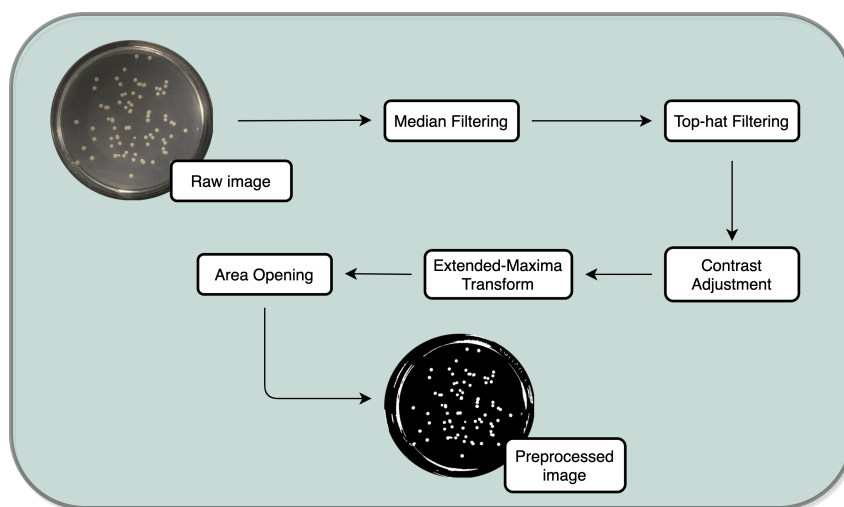 Raw image
Median Filtering
Top-hat Filtering
Contrast
Adjustment
Extended-Maxima
Transform
Area Opening
Preprocessed
image